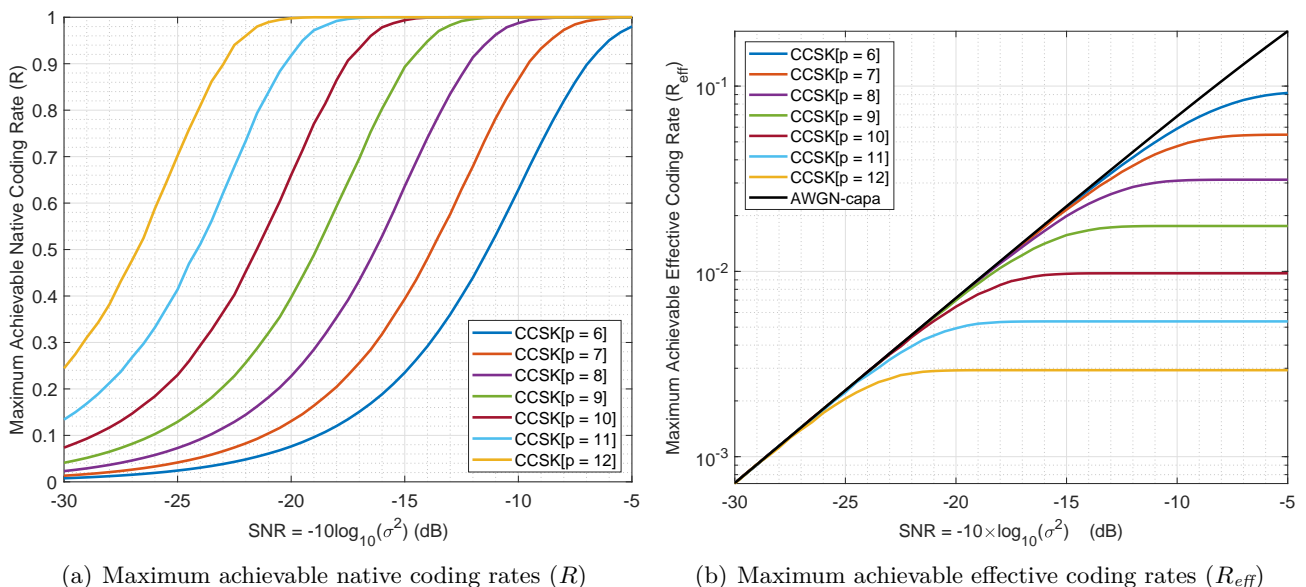 1
0.9
0.8
0.7
0.6
0.5
0.4
0.3
0.2
0.1
0
Maximum Achievable Native Coding Rate (R)
CCSK[p = 6]
CCSK[p = 7]
CCSK[p = 8]
CCSK[p = 9]
CCSK[p = 10]
CCSK[p = 11]
CCSK[p = 12]
-30 -25 -20 -15 -10 -5
SNR = -10log10(σ²) (dB)
(a) Maximum achievable native coding rates (R)
10⁻¹
10⁻²
10⁻³
Maximum Achievable Effective Coding Rate (R_eff)
CCSK[p = 6]
CCSK[p = 7]
CCSK[p = 8]
CCSK[p = 9]
CCSK[p = 10]
CCSK[p = 11]
CCSK[p = 12]
AWGN-capa
-30 -25 -20 -15 -10 -5
SNR = -10×log10(σ²) (dB)
(b) Maximum achievable effective coding rates (R_eff)